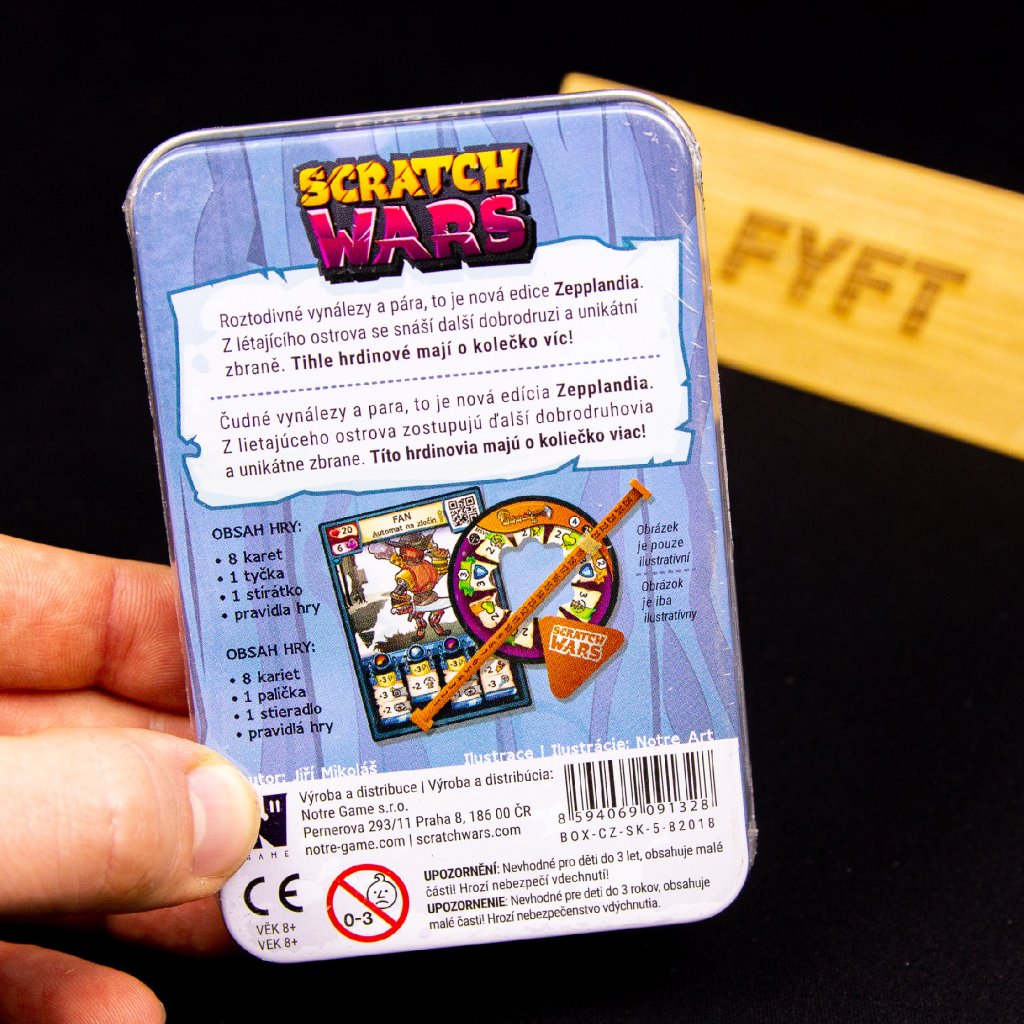 FYFT
SCRATCH
WARS
Roztodivné vynálezy a pára, to je nová edice Zepplandia.
Z létajícího ostrova se snáší další dobrodruzi a unikátní
zbraně. Tihle hrdinové mají o kolečko víc!
Čudné vynálezy a para, to je nová edícia Zepplandia.
Z lietajúceho ostrova zostupujú ďalší dobrodruhovia
a unikátne zbrane. Títo hrdinovia majú o koliečko viac!
OBSAH HRY:
• 8 karet
• 1 tyčka
• 1 stírátko
• pravidla hry
OBSAH HRY:
• 8 kariet
• 1 palička
• 1 stieradlo
• pravidlá hry
FAN
Automat na zločin
20
6
SCRATCH
WARS
Obrázek
je pouze
ilustrativní
Obrázok
je iba
ilustratívny
Ilustrace | Ilustrácie: Notre Art
utor: Jiří Mikoláš
Výroba a distribuce | Výroba a distribúcia:
Notre Game s.r.o.
Pernerova 293/11 Praha 8, 186 00 ČR
notre-game.com | scratchwars.com
8 594069 091328
BOX-CZ-SK-5-82018
GAME
CE
VĚK 8+
VEK 8+
0-3
UPOZORNĚNÍ: Nevhodné pro děti do 3 let, obsahuje malé
části! Hrozí nebezpečí vdechnutí!
UPOZORNENIE: Nevhodné pre deti do 3 rokov, obsahuje
malé časti! Hrozí nebezpečenstvo vdýchnutia.